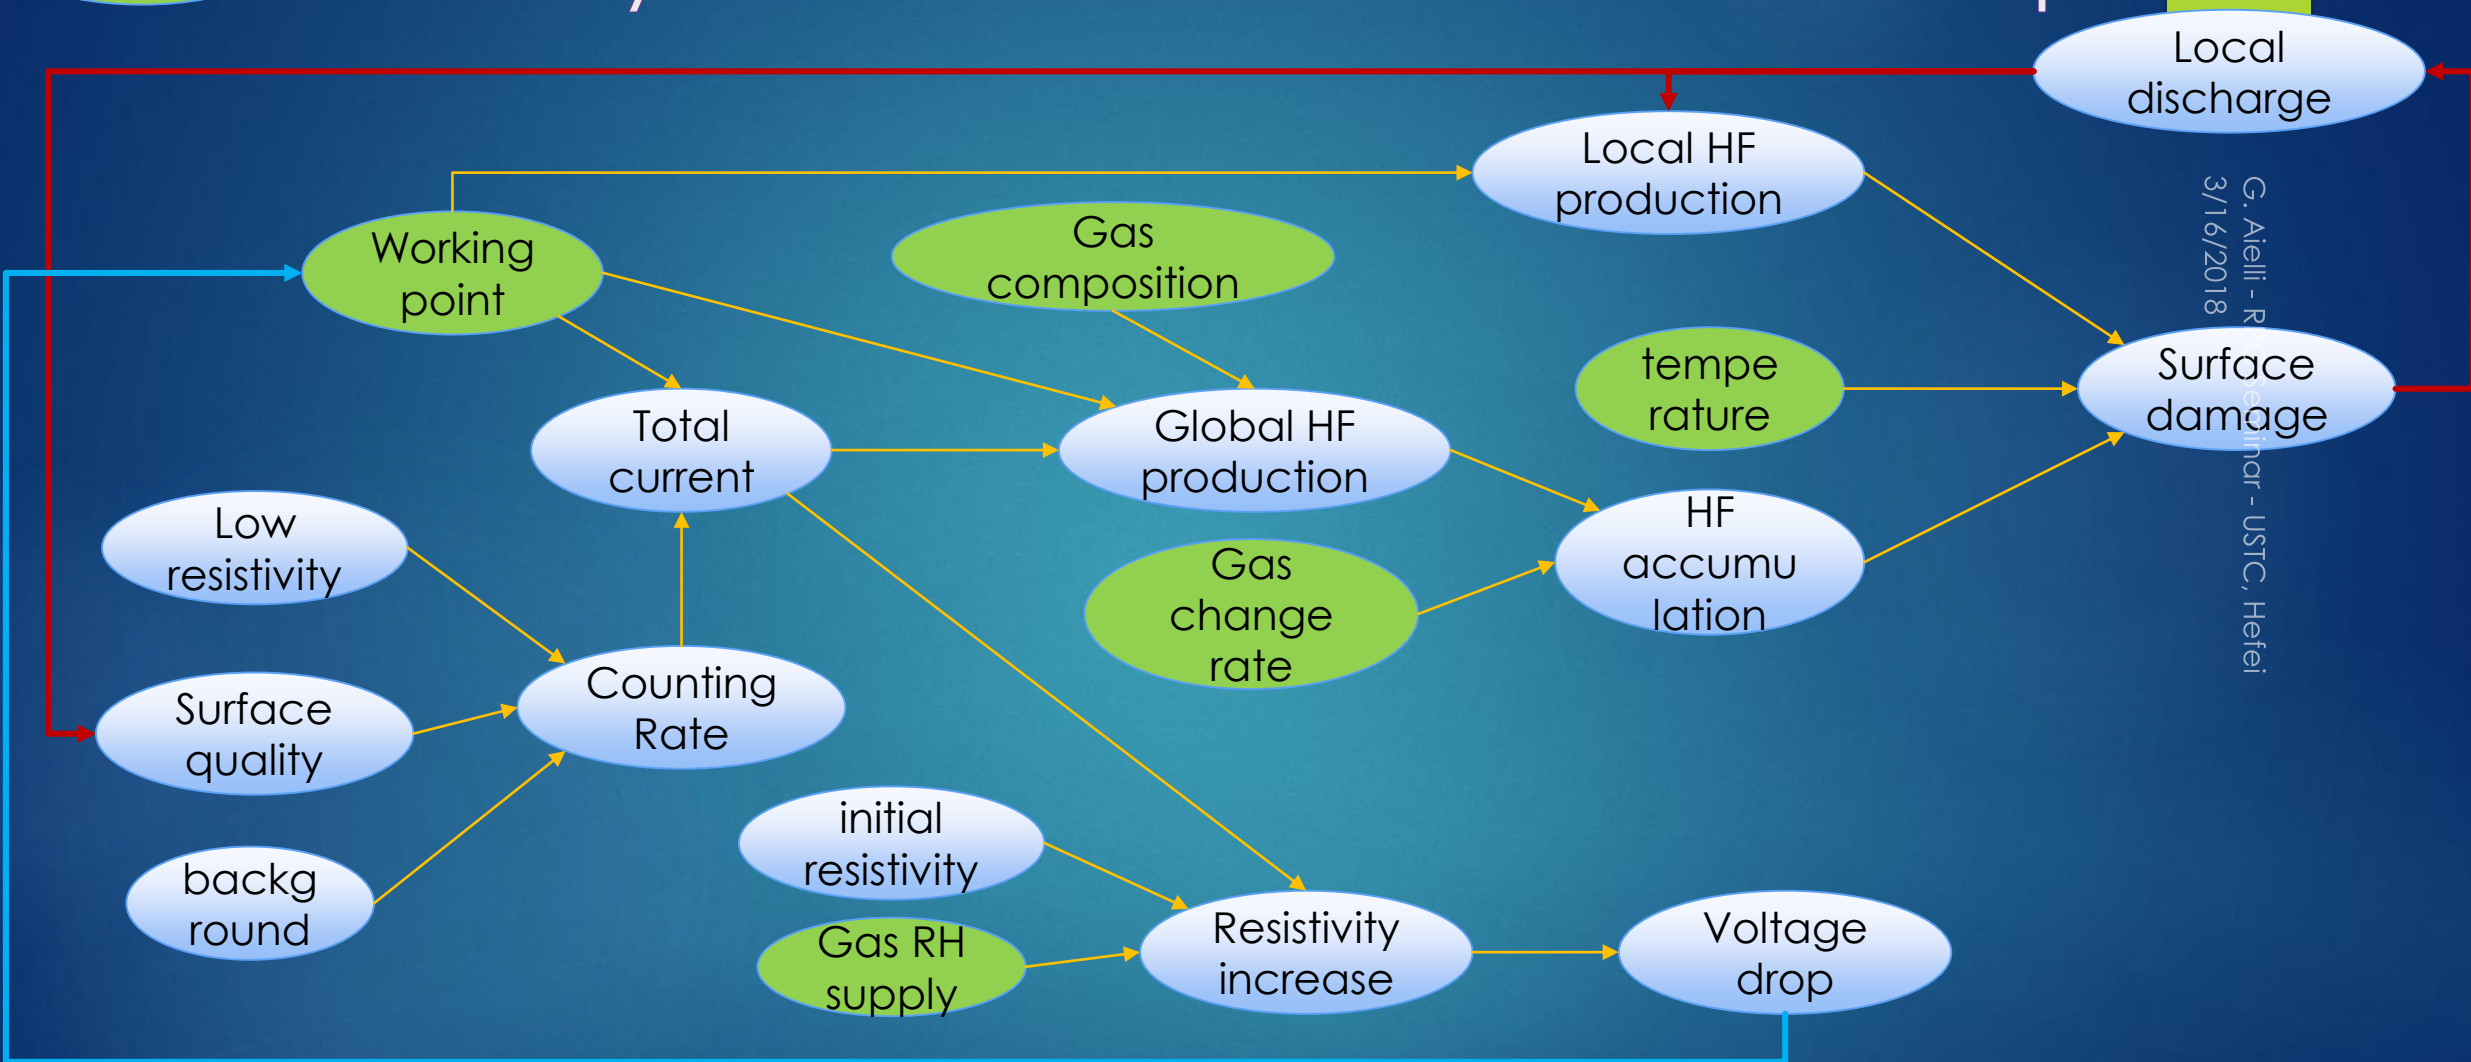 Local
discharge
Local HF
production
Working
point
Gas
composition
tempe
rature
Surface
damage
Total
current
Global HF
production
Low
resistivity
HF
accumu
lation
Gas
change
rate
Surface
quality
Counting
Rate
initial
resistivity
backg
round
Gas RH
supply
Resistivity
increase
Voltage
drop
G. Aielli - Seminar - USTC, Hefei
3/16/2018